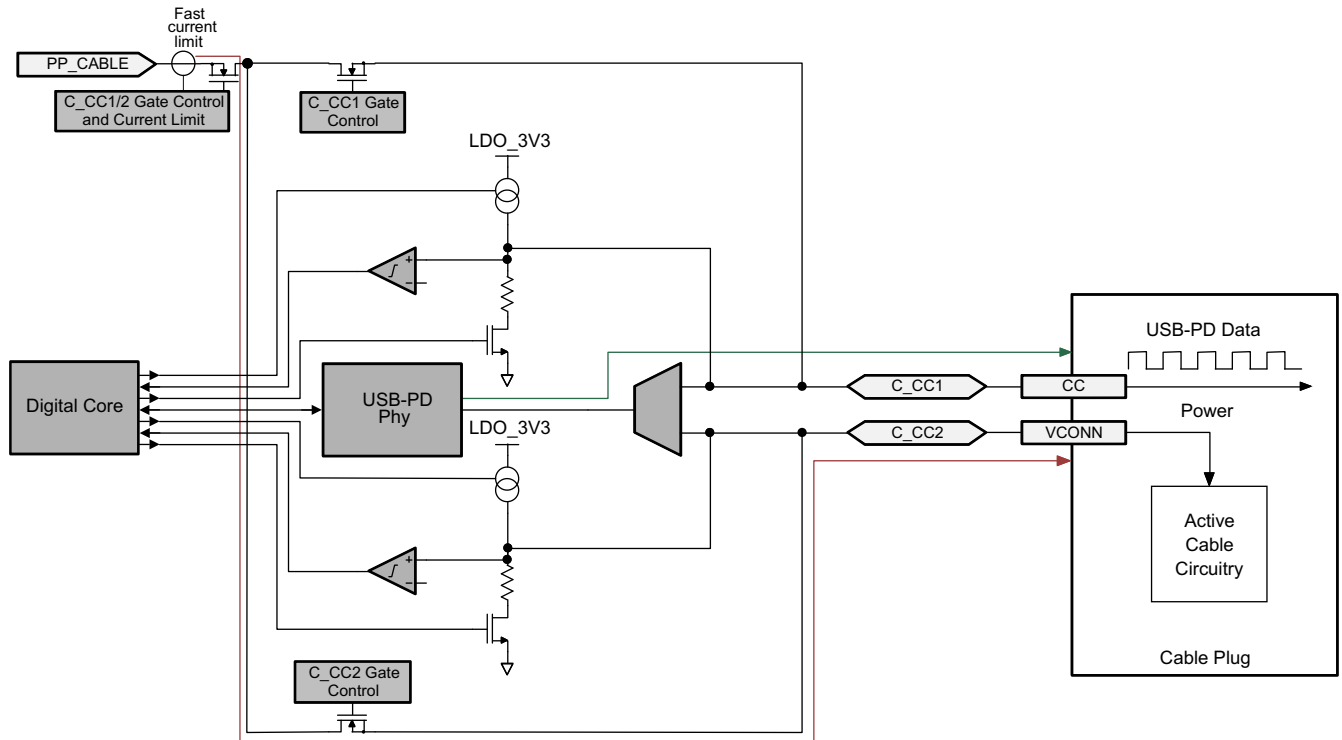 Fast
current
limit
PP_CABLE
C_CC1/2 Gate Control
and Current Limit
C_CC1 Gate
Control
LDO_3V3
+
−
Digital Core
USB-PD
Phy
LDO_3V3
+
−
C_CC2 Gate
Control
C_CC1
C_CC2
USB-PD Data
CC
Power
VCONN
Active
Cable
Circuitry
Cable Plug